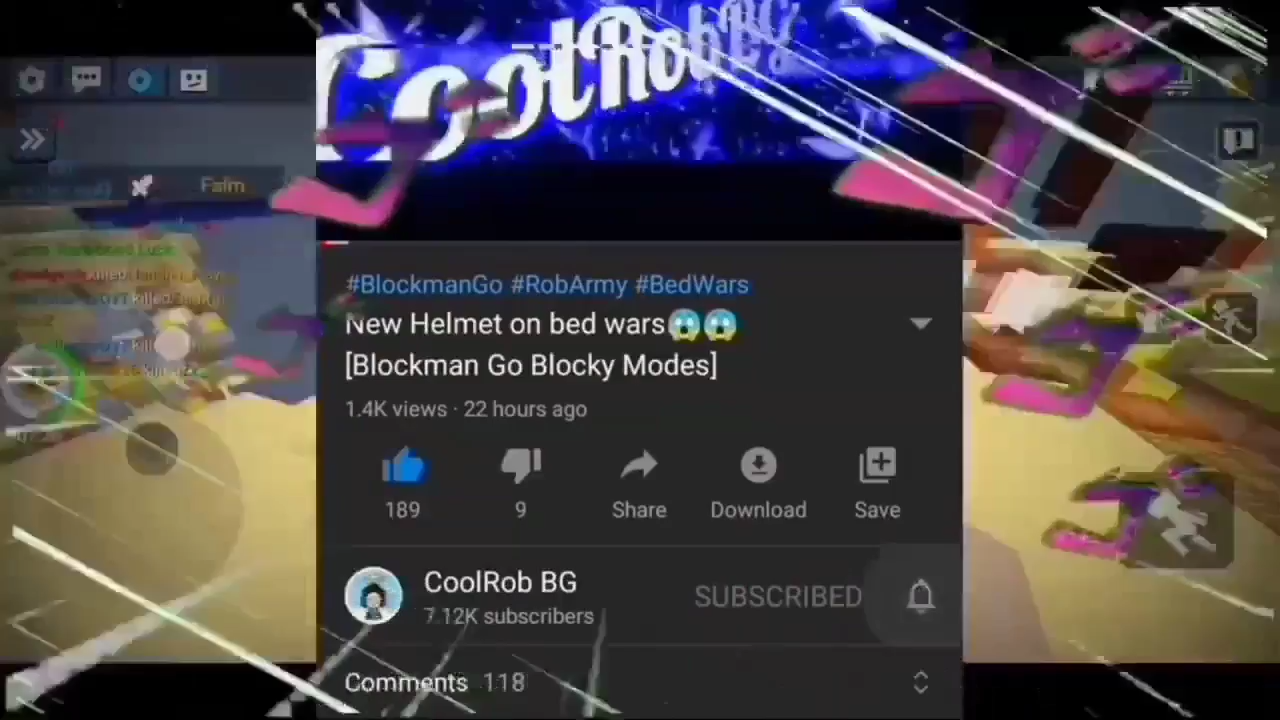 CoolRobBG
#BlockmanGo #RobArmy #BedWars
New Helmet on bed wars😱😱
[Blockman Go Blocky Modes]
1.4K views · 22 hours ago
189
9
Share
Download
Save
CoolRob BG
7.12K subscribers
SUBSCRIBED
Comments 118